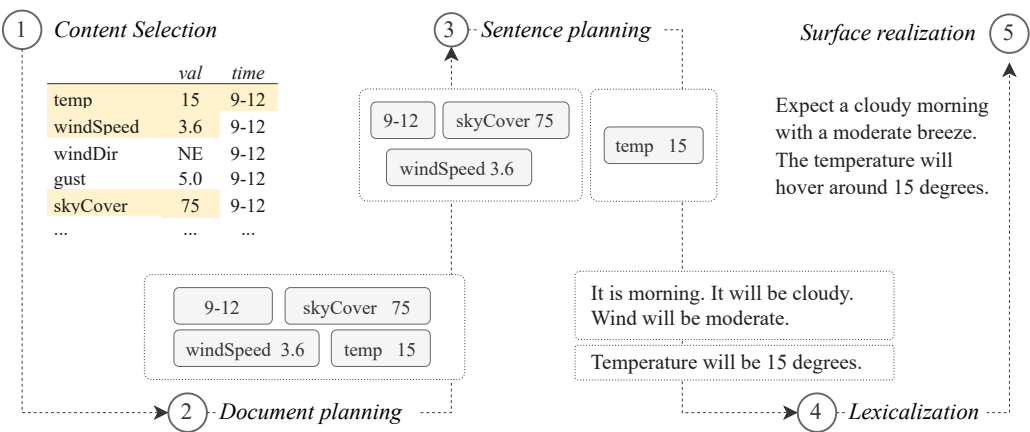 1 Content Selection
val time
temp 15 9-12
windSpeed 3.6 9-12
windDir NE 9-12
gust 5.0 9-12
skyCover 75 9-12
... ... ...
9-12 skyCover 75
windSpeed 3.6 temp 15
2 Document planning
3 Sentence planning
9-12 skyCover 75
windSpeed 3.6
temp 15
It is morning. It will be cloudy.
Wind will be moderate.
Temperature will be 15 degrees.
4 Lexicalization
Surface realization 5
Expect a cloudy morning
with a moderate breeze.
The temperature will
hover around 15 degrees.